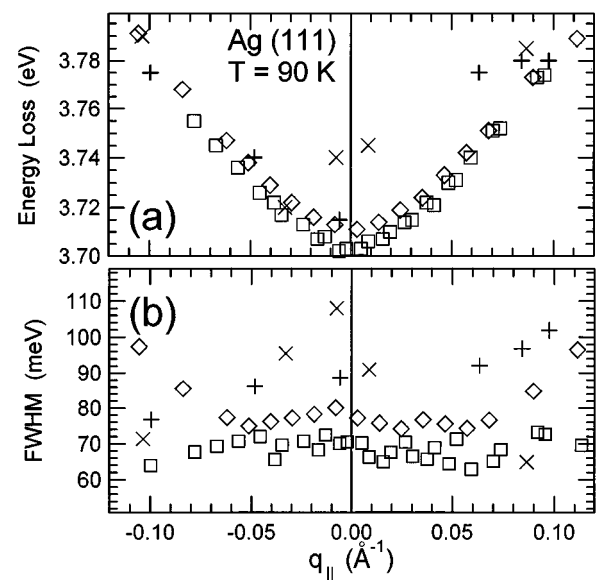 Ag (111)
T = 90 K
Energy Loss (eV)
3.78
3.76
3.74
3.72
3.70
(a)
(b)
FWHM (meV)
110
100
90
80
70
60
-0.10 -0.05 0.00 0.05 0.10
q|| (Å-1)